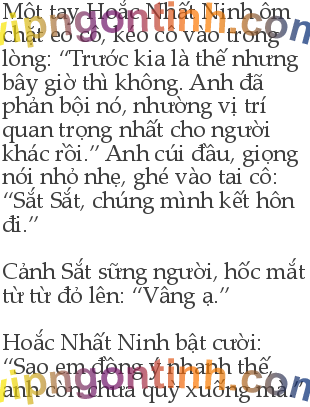 Một tay Hoắc Nhất Ninh ôm
chặt eo cô, kéo cô vào trong
lòng: “Trước kia là thế nhưng
bây giờ thì không. Anh đã
phản bội nó, nhường vị trí
quan trọng nhất cho người
khác rồi.” Anh cúi đầu, giọng
nói nhỏ nhẹ, ghé vào tai cô:
“Sắt Sắt, chúng mình kết hôn
đi.”
Cảnh Sắt sững người, hốc mắt
từ từ đỏ lên: “Vâng ạ.”
Hoắc Nhất Ninh bật cười:
“Sao em đồng ý nhanh thế,
anh còn chưa quỳ xuống mà.”
vipngontinh.com
vipngontinh.com